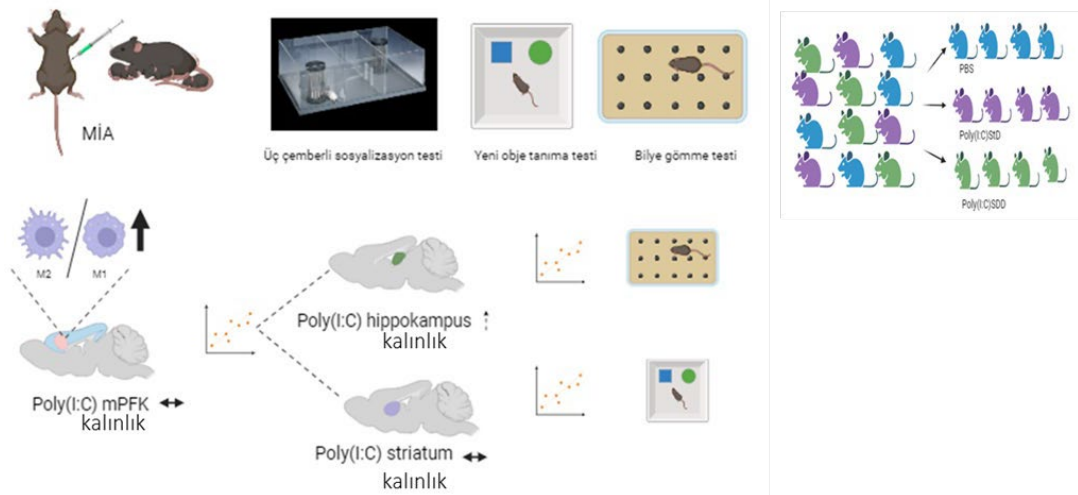 MİA
Üç çemberli sosyalizasyon testi
Yeni obje tanıma testi
Bilye gömme testi
PBS
Poly(I:C)StD
Poly(I:C)SDD
M2
M1
Poly(I:C) mPFK
kalınlık
Poly(I:C) hippokampus
kalınlık
Poly(I:C) striatum
kalınlık